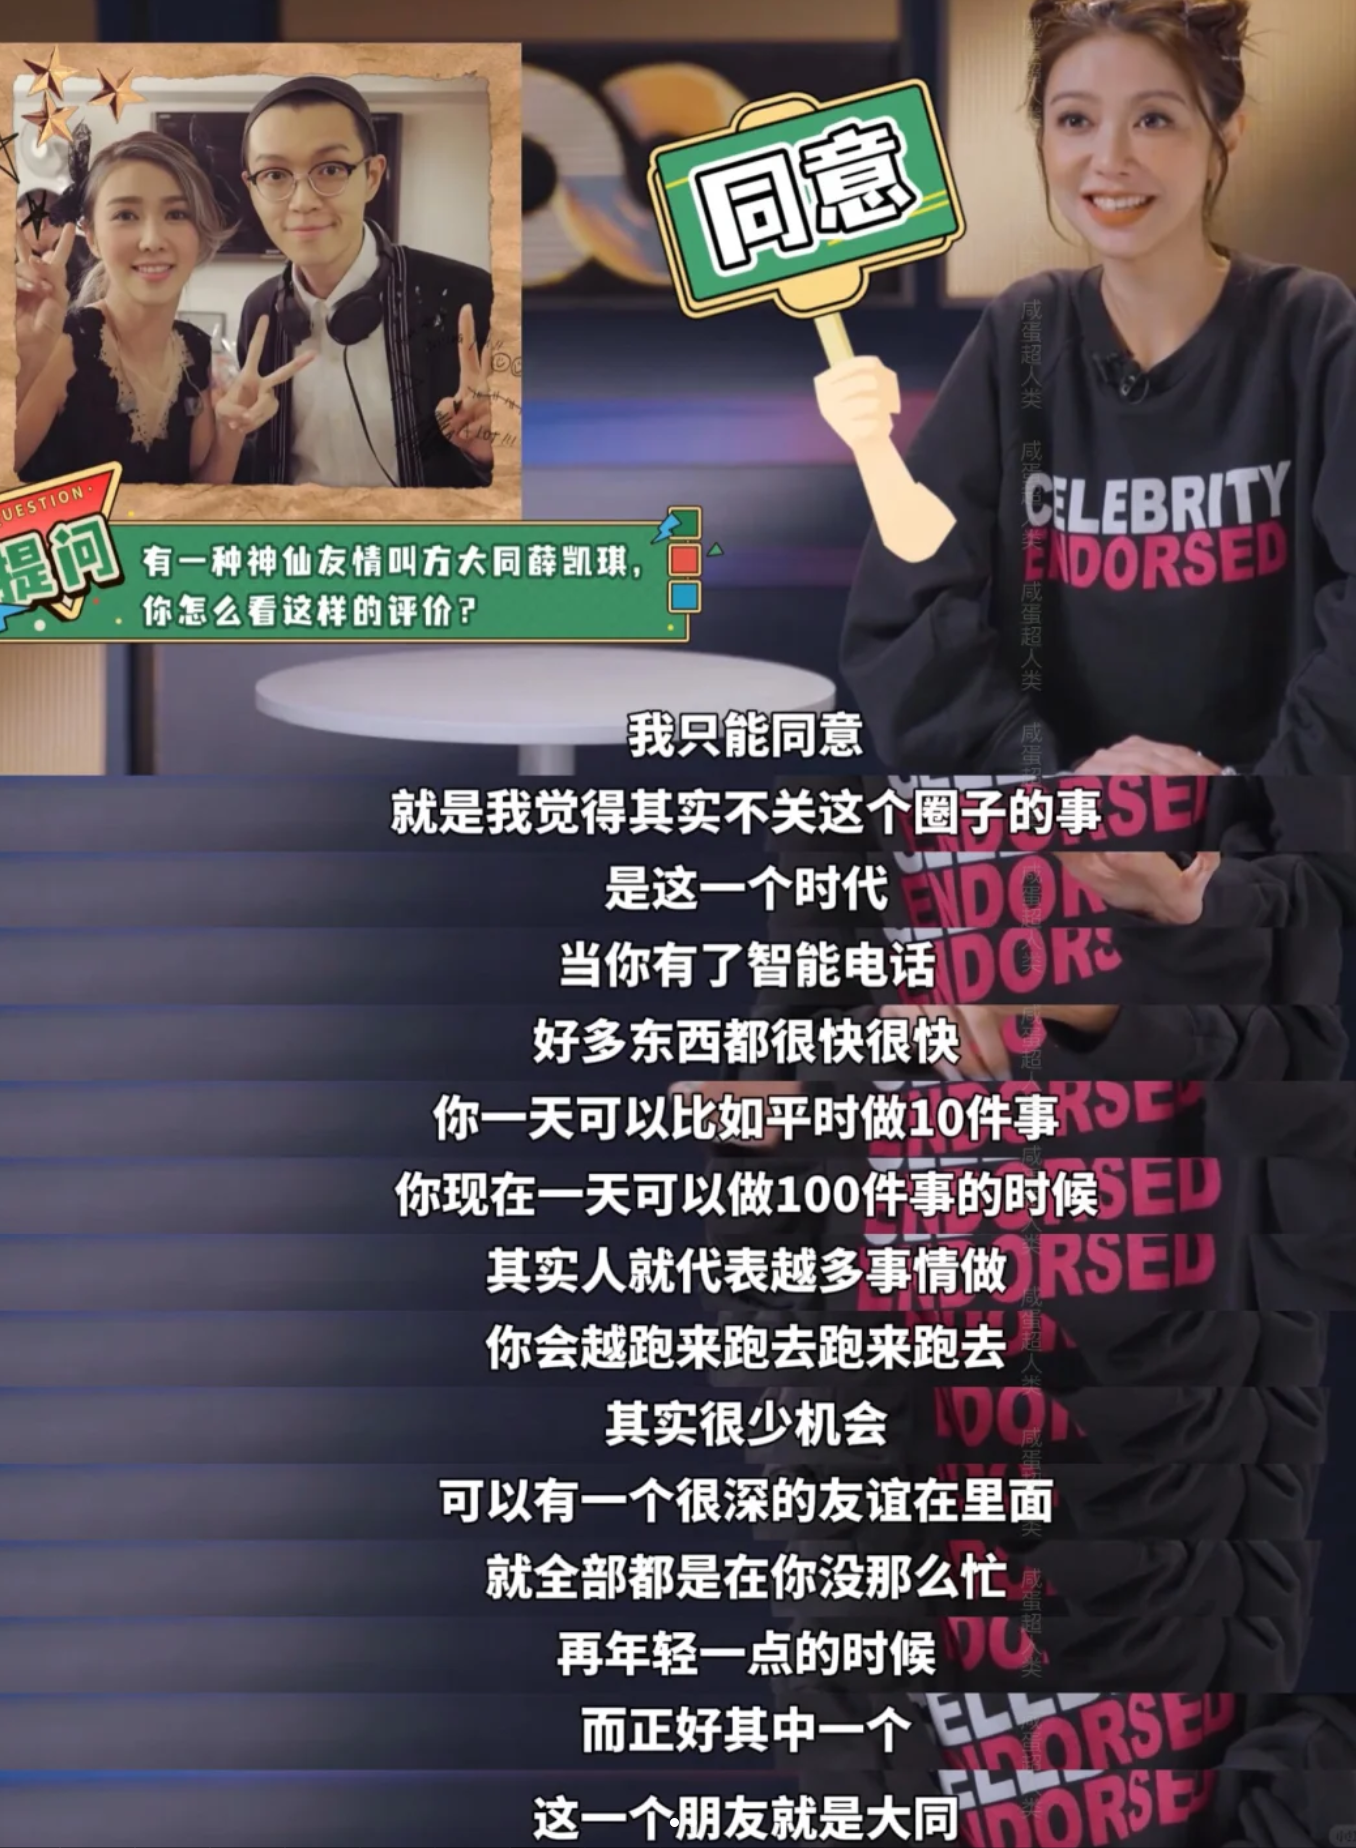 同意
CELEBRITY
ENDORSED
QUESTION
提问
有一种神仙友情叫方大同薛凯琪，
你怎么看这样的评价？
咸蛋超人类
我只能同意
就是我觉得其实不关这个圈子的事
是这一个时代
当你有了智能电话
好多东西都很快很快
你一天可以比如平时做10件事
你现在一天可以做100件事的时候
其实人就代表越多事情做
你会越跑来跑去跑来跑去
其实很少机会
可以有一个很深的友谊在里面
就全部都是在你没那么忙
再年轻一点的时候
而正好其中一个
这一个朋友就是大同